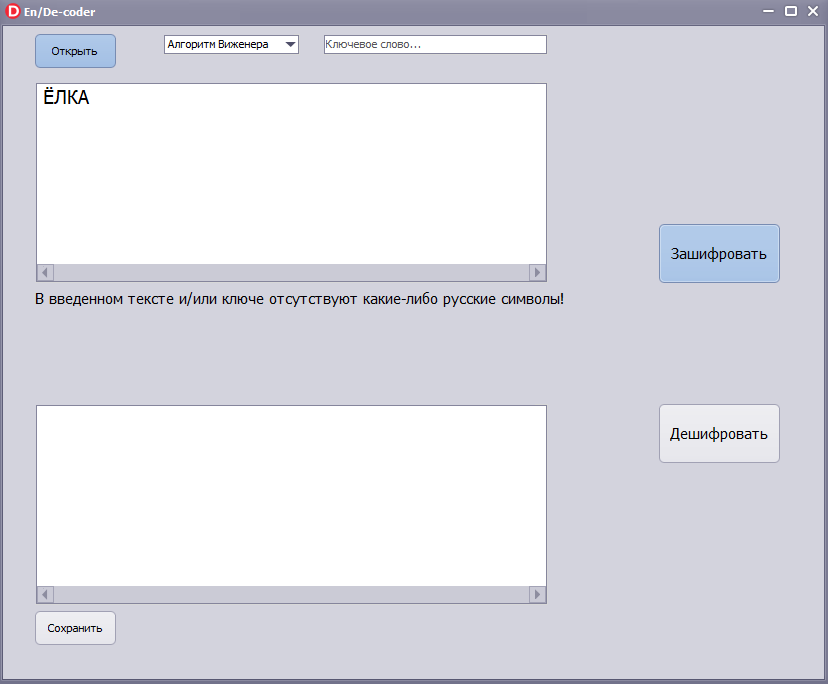 D En/De-coder
Открыть
Алгоритм Виженера
Ключевое слово...
ЁЛКА
Зашифровать
В введенном тексте и/или ключе отсутствуют какие-либо русские символы!
Дешифровать
Сохранить